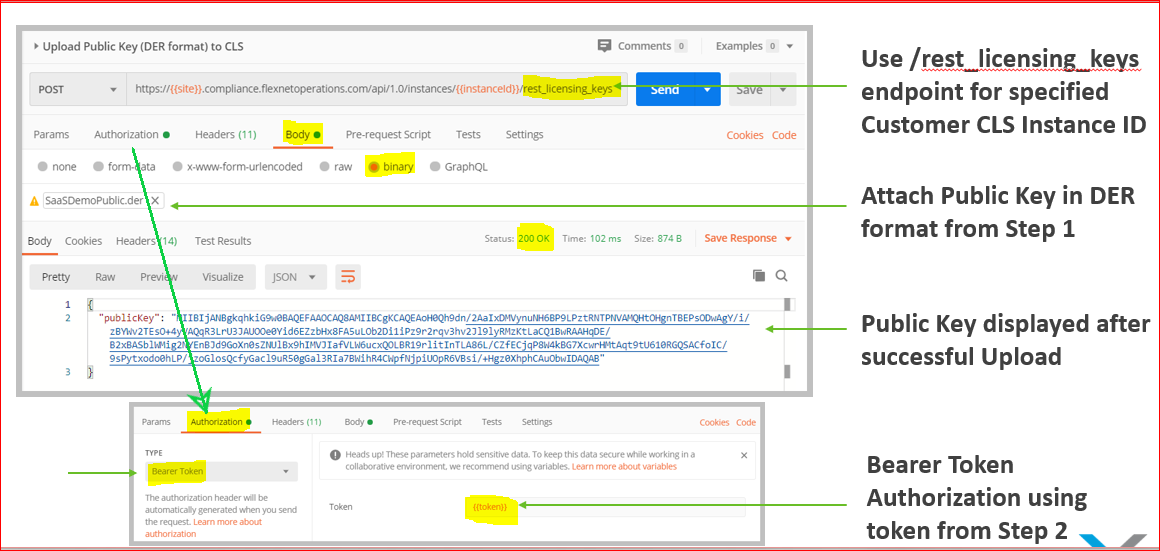 Upload Public Key (DER format) to CLS
Comments 0
Examples 0
POST
https://{{site}}.compliance.flexnetoperations.com/api/1.0/instances/{{instanceId}}/rest_licensing_keys
Send
Save
Params
Authorization
Headers (11)
Body
Pre-request Script
Tests
Settings
Cookies
Code
none
form-data
x-www-form-urlencoded
raw
binary
GraphQL
SaaSDemoPublic.der
Body
Cookies
Headers (14)
Test Results
Status: 200 OK
Time: 102 ms
Size: 874 B
Save Response
Pretty
Raw
Preview
Visualize
JSON
1
{
2
"publicKey":
3
}
Use /rest_licensing_keys
endpoint for specified
Customer CLS Instance ID
Attach Public Key in DER
format from Step 1
Public Key displayed after
successful Upload
Params
Authorization
Headers (11)
Body
Pre-request Script
Tests
Settings
Cookies
Code
TYPE
Bearer Token
The authorization header will be
automatically generated when you send
the request. Learn more about
authorization
Heads up! These parameters hold sensitive data. To keep this data secure while working in a
collaborative environment, we recommend using variables. Learn more about variables
Token
{{token}}
Bearer Token
Authorization using
token from Step 2